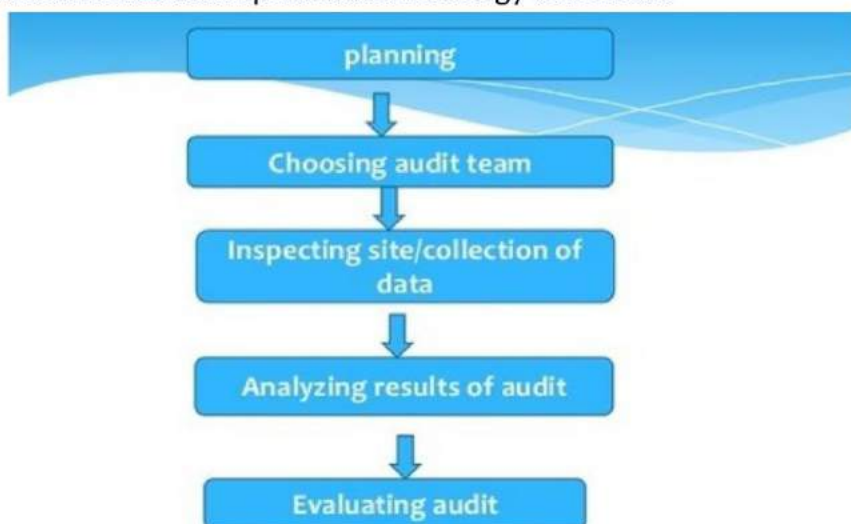 planning
Choosing audit team
Inspecting site/collection of
data
Analyzing results of audit
Evaluating audit